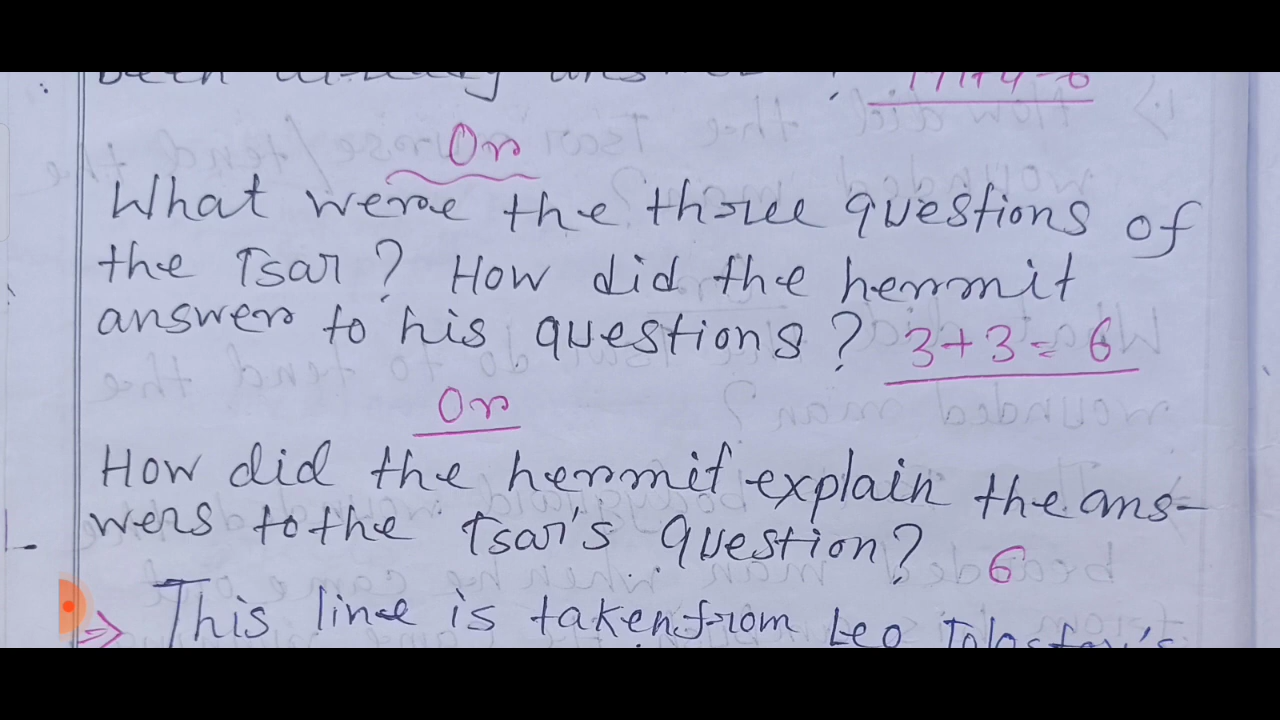 Or
What were the three questions of
the Tsar? How did the hermit
answer to his questions? 3+3=6
Or
How did the hermit explain the ans-
wers to the Tsar's question? 6
⇒ This line is taken from Leo Tolstoy's